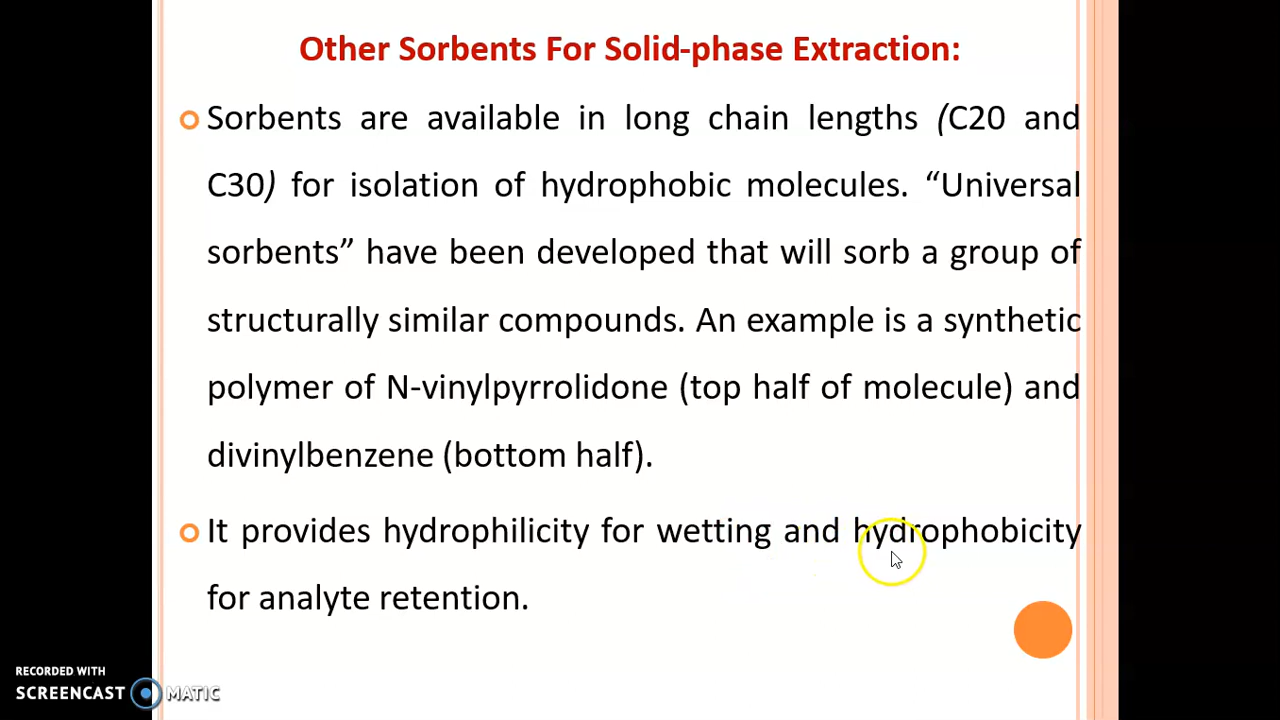 Other Sorbents For Solid-phase Extraction:
Sorbents are available in long chain lengths (C20 and
C30) for isolation of hydrophobic molecules. “Universal
sorbents” have been developed that will sorb a group of
structurally similar compounds. An example is a synthetic
polymer of N-vinylpyrrolidone (top half of molecule) and
divinylbenzene (bottom half).
It provides hydrophilicity for wetting and hydrophobicity
for analyte retention.
RECORDED WITH
SCREENCAST MATIC